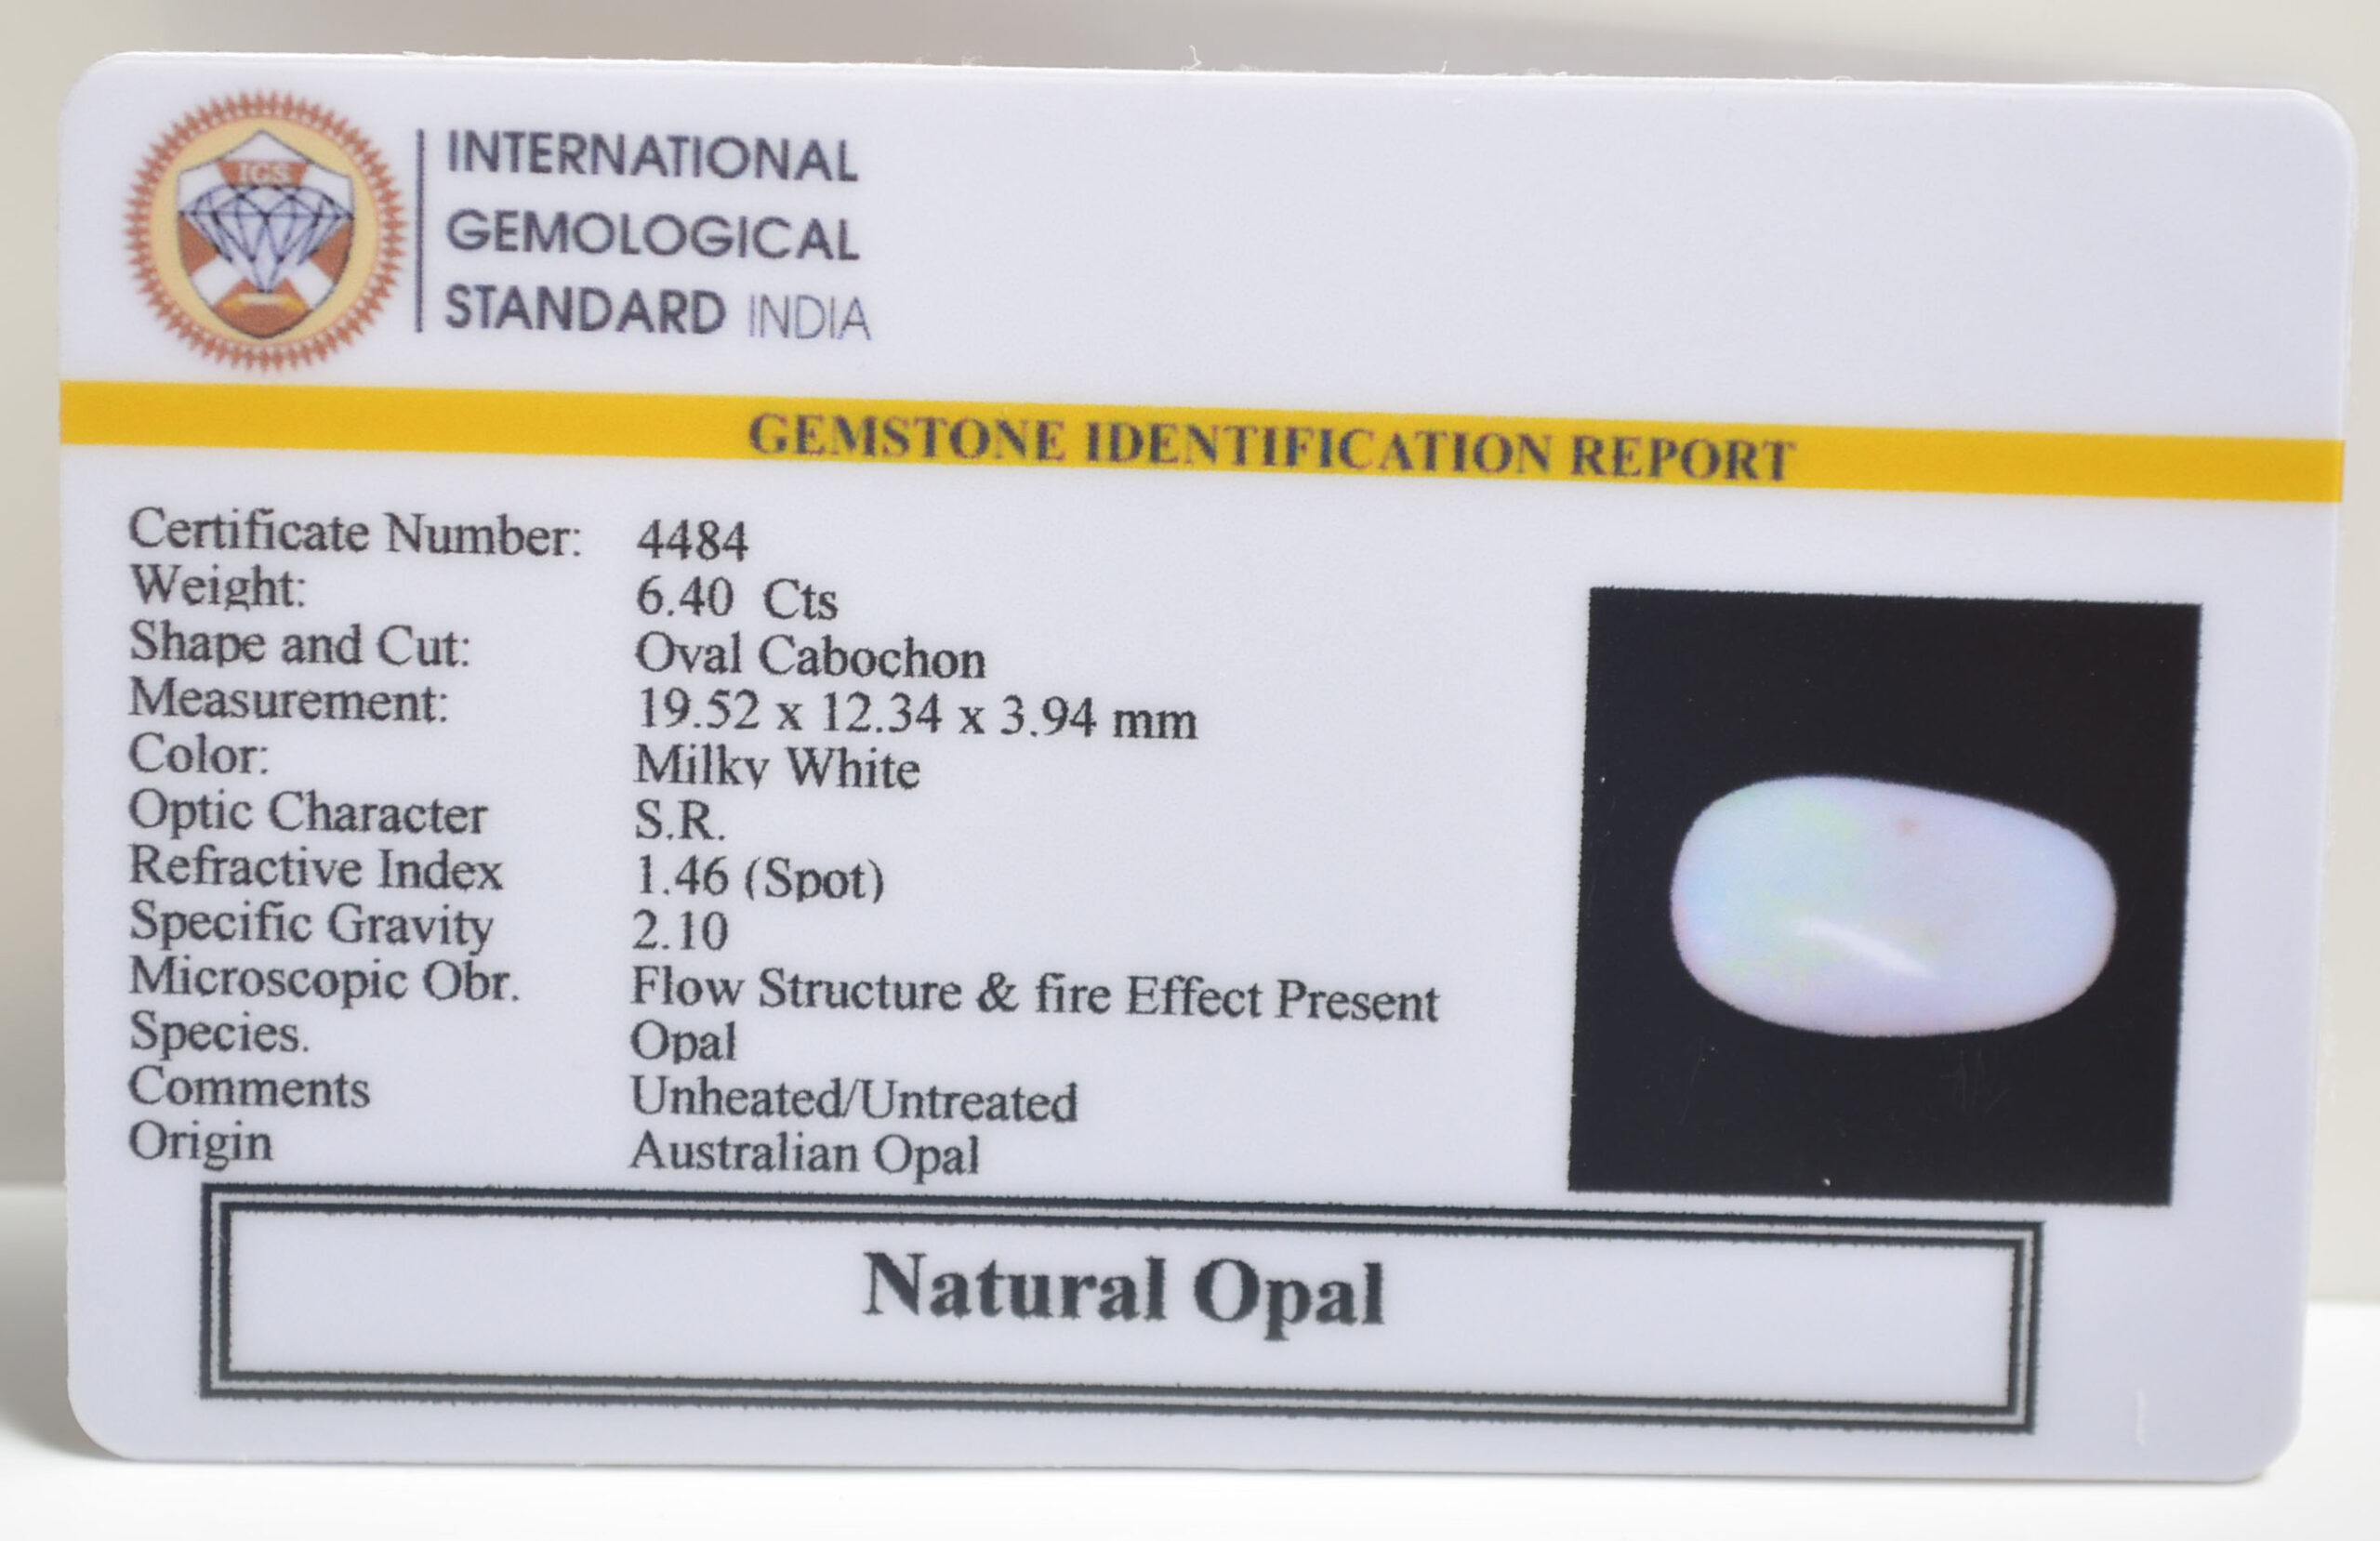 IGS
INTERNATIONAL
GEMOLOGICAL
STANDARD INDIA
GEMSTONE IDENTIFICATION REPORT
Certificate Number: 4484
Weight: 6.40 Cts
Shape and Cut: Oval Cabochon
Measurement: 19.52 x 12.34 x 3.94 mm
Color: Milky White
Optic Character S.R.
Refractive Index 1.46 (Spot)
Specific Gravity 2.10
Microscopic Obr. Flow Structure & fire Effect Present
Species. Opal
Comments Unheated/Untreated
Origin Australian Opal
Natural Opal